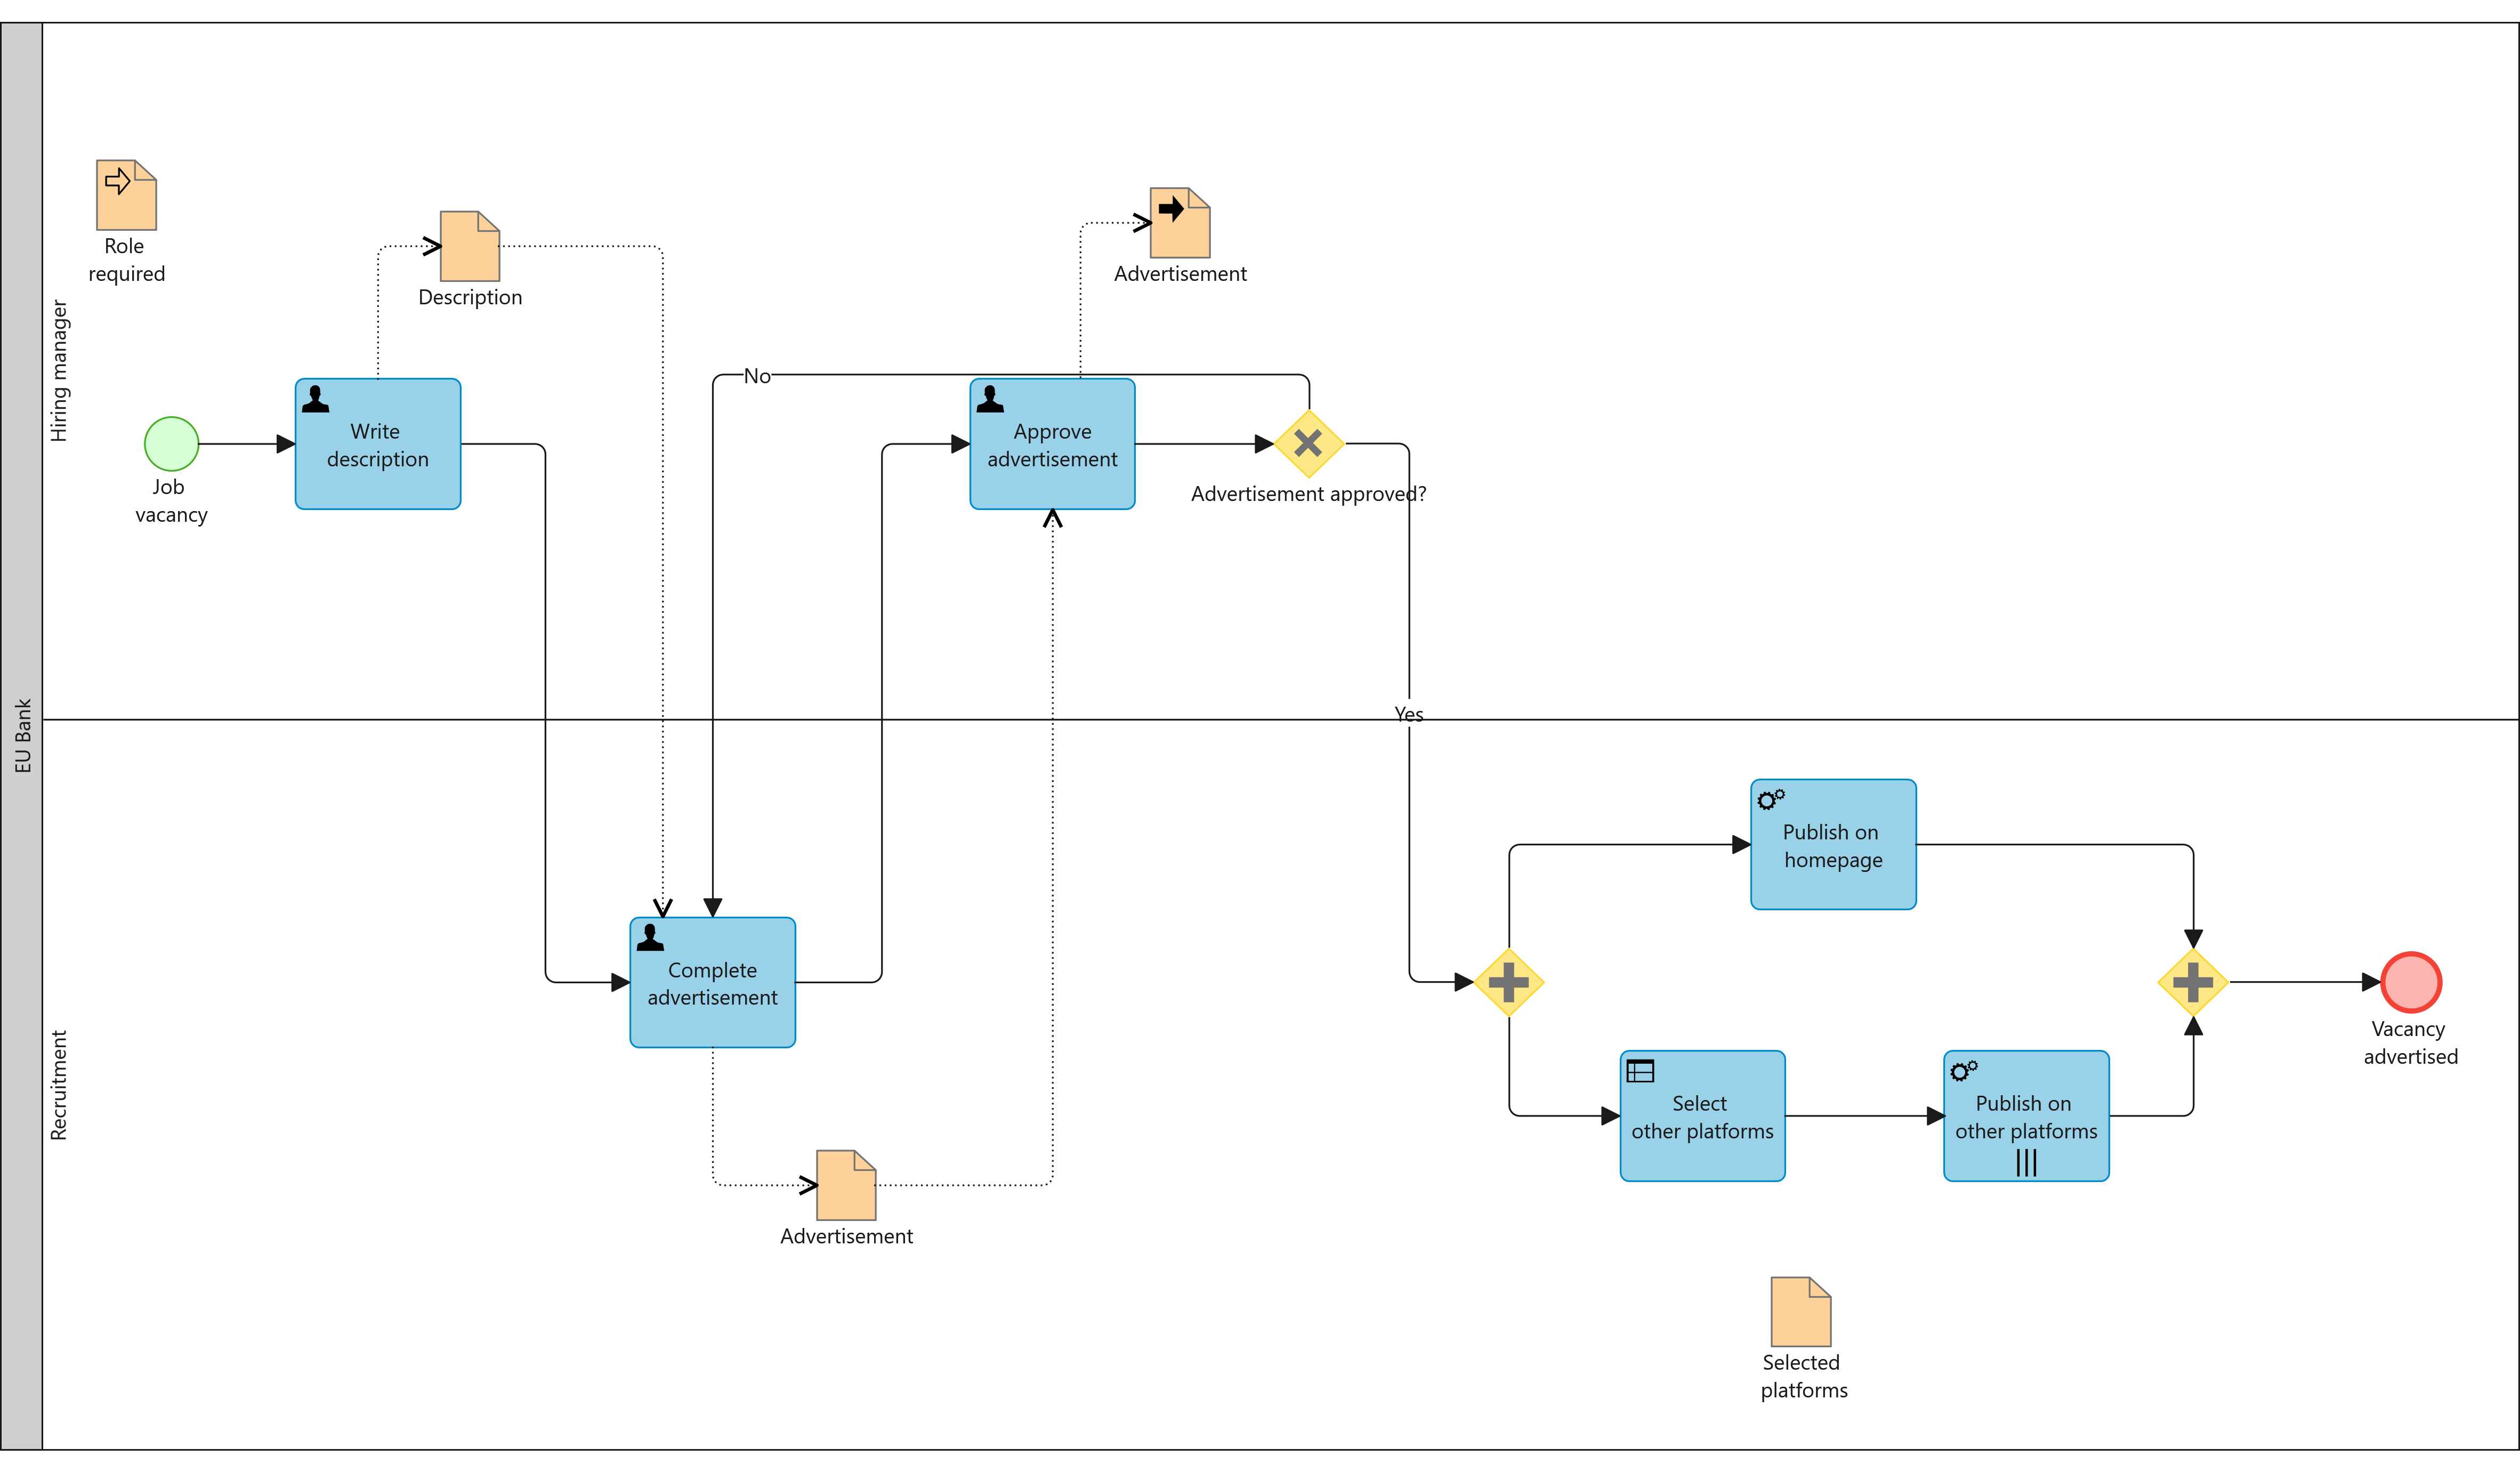 EU Bank
Hiring manager
Role
required
Description
Advertisement
No
Job
vacancy
Write
description
Approve
advertisement
Advertisement approved?
Yes
Recruitment
Complete
advertisement
Advertisement
Publish on
homepage
Select
other platforms
Publish on
other platforms
Vacancy
advertised
Selected
platforms